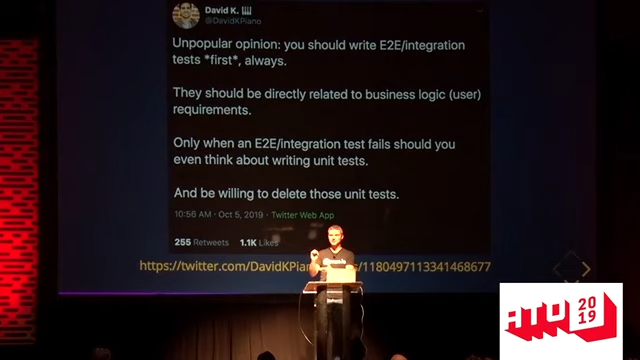 David K.
@DavidKPiano
Unpopular opinion: you should write E2E/integration
tests *first*, always.
They should be directly related to business logic (user)
requirements.
Only when an E2E/integration test fails should you
even think about writing unit tests.
And be willing to delete those unit tests.
10:56 AM · Oct 5, 2019 · Twitter Web App
255 Retweets 1.1K Likes
https://twitter.com/DavidKPiano/ /1180497113341468677
ATO 2019